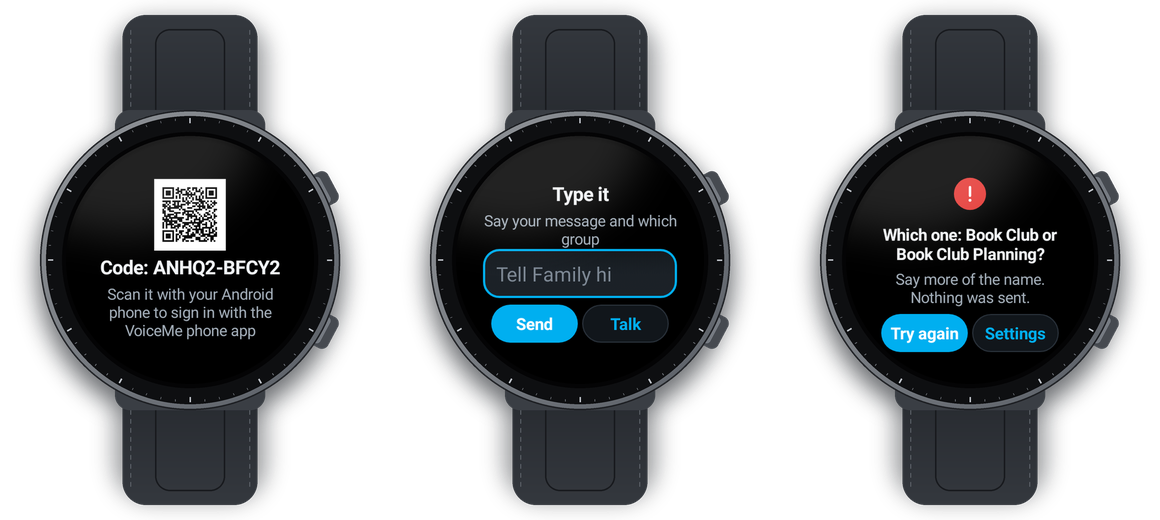 Code: ANHQ2-BFCY2
Scan it with your Android
phone to sign in with the
VoiceMe phone app
Type it
Say your message and which
group
Tell Family hi
Send
Talk
!
Which one: Book Club or
Book Club Planning?
Say more of the name.
Nothing was sent.
Try again
Settings